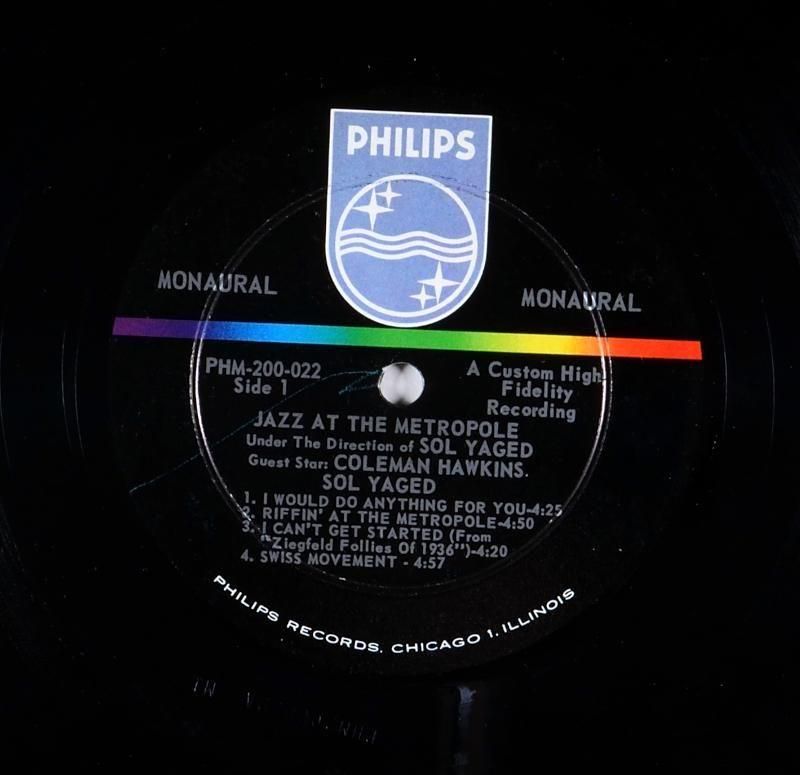 PHILIPS
MONAURAL
MONAURAL
PHM-200-022
Side 1
A Custom High
Fidelity
Recording
JAZZ AT THE METROPOLE
Under The Direction of SOL YAGED
Guest Star: COLEMAN HAWKINS.
SOL YAGED
1. I WOULD DO ANYTHING FOR YOU-4:25
2. RIFFIN' AT THE METROPOLE-4:50
3. I CAN'T GET STARTED (From
"Ziegfeld Follies Of 1936")-4:20
4. SWISS MOVEMENT - 4:57
PHILIPS RECORDS, CHICAGO 1, ILLINOIS